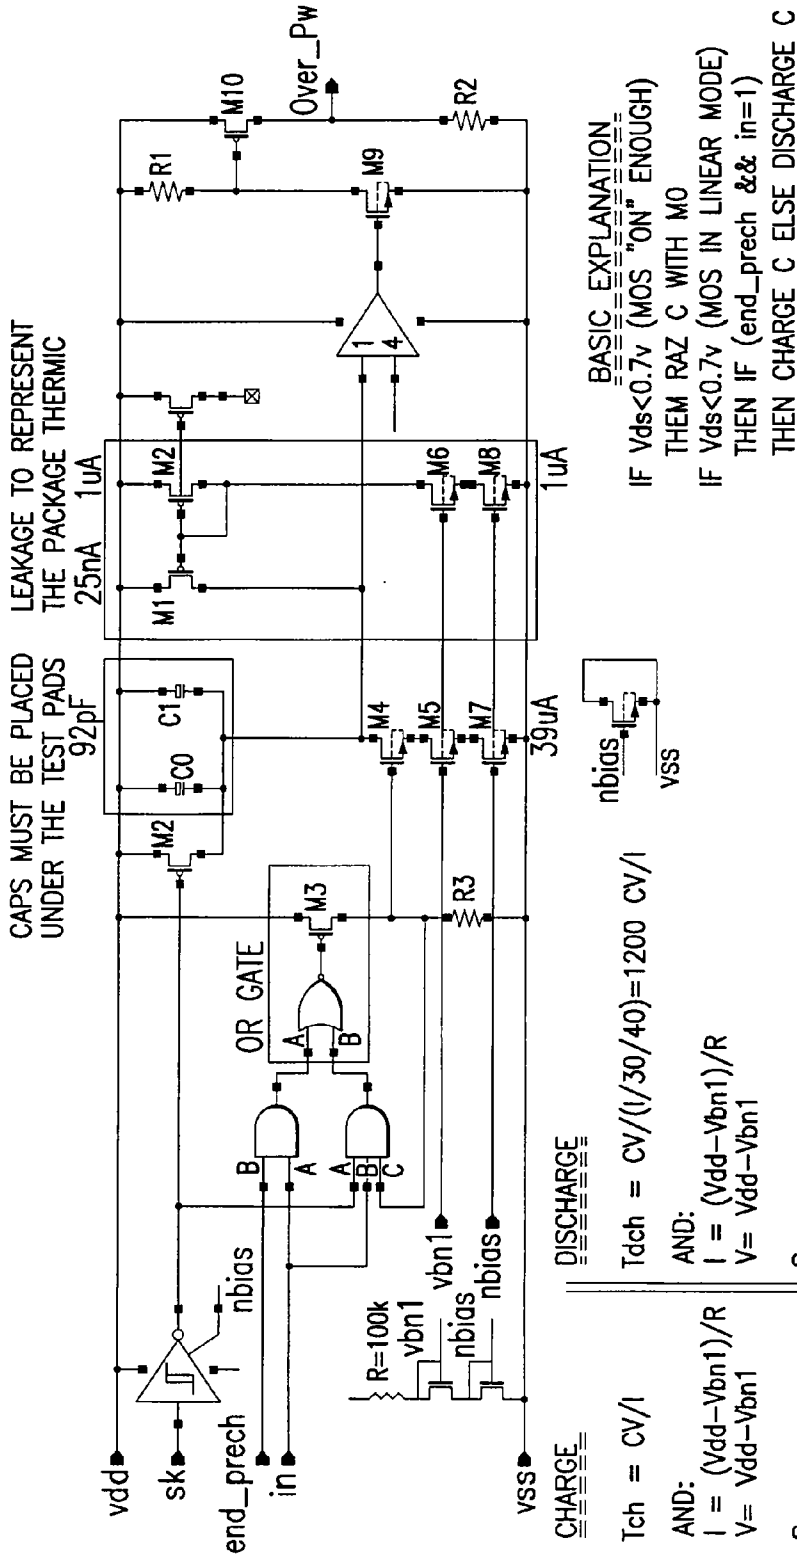 CAPS MUST BE PLACED
UNDER THE TEST PADS
92pF
LEAKAGE TO REPRESENT
THE PACKAGE THERMIC
25nA
1uA
vdd
sk
end_prech
in
vss
nbias
B
A
A
B
C
OR GATE
A
B
M3
M2
C0
C1
M1
M2
R1
M10
Over_Pw
R2
M9
1
4
M4
M5
M7
39uA
M6
M8
1uA
R3
R=100k
vbn1
nbias
vbn1
nbias
nbias
vss
CHARGE
Tch = CV/I
AND:
I = (Vdd-Vbn1)/R
V= Vdd-Vbn1
DISCHARGE
Tdch = CV/(I/30/40)=1200 CV/I
AND:
I = (Vdd-Vbn1)/R
V= Vdd-Vbn1
BASIC EXPLANATION
IF Vds<0.7v (MOS "ON" ENOUGH)
THEM RAZ C WITH M0
IF Vds<0.7v (MOS IN LINEAR MODE)
THEN IF (end_prech && in=1)
THEN CHARGE C ELSE DISCHARGE C